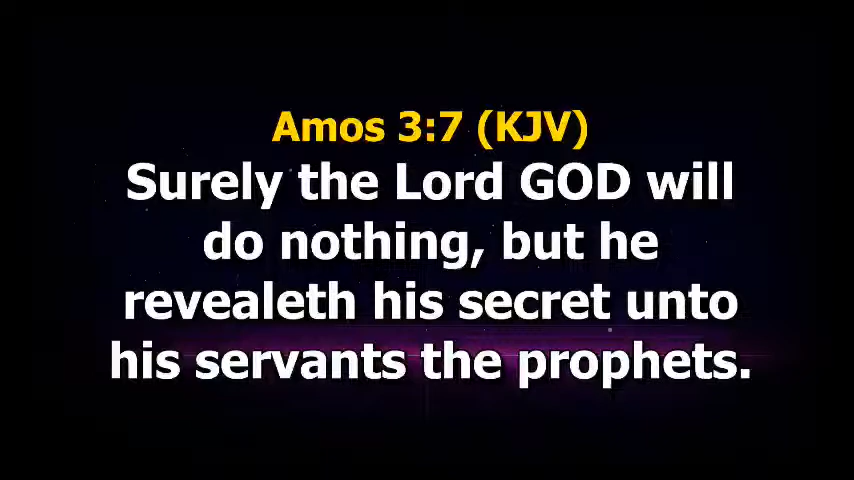 Amos 3:7 (KJV)
Surely the Lord GOD will
do nothing, but he
revealeth his secret unto
his servants the prophets.